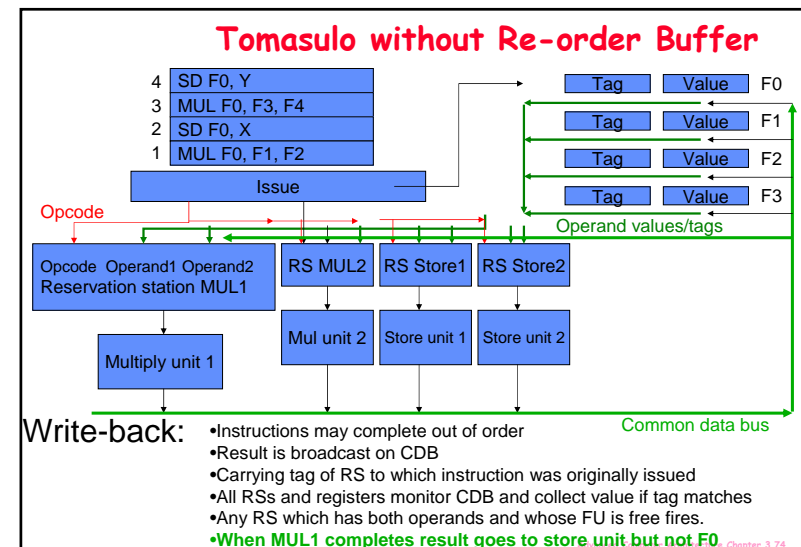 Tomasulo without Re-order Buffer
4 SD F0, Y
3 MUL F0, F3, F4
2 SD F0, X
1 MUL F0, F1, F2
Issue
Tag Value F0
Tag Value F1
Tag Value F2
Tag Value F3
Opcode
Operand values/tags
Opcode Operand1 Operand2
Reservation station MUL1
RS MUL2
RS Store1
RS Store2
Multiply unit 1
Mul unit 2
Store unit 1
Store unit 2
Common data bus
Write-back:
•Instructions may complete out of order
•Result is broadcast on CDB
•Carrying tag of RS to which instruction was originally issued
•All RSs and registers monitor CDB and collect value if tag matches
•Any RS which has both operands and whose FU is free fires.
•When MUL1 completes result goes to store unit but not F0
Chapter 3.74